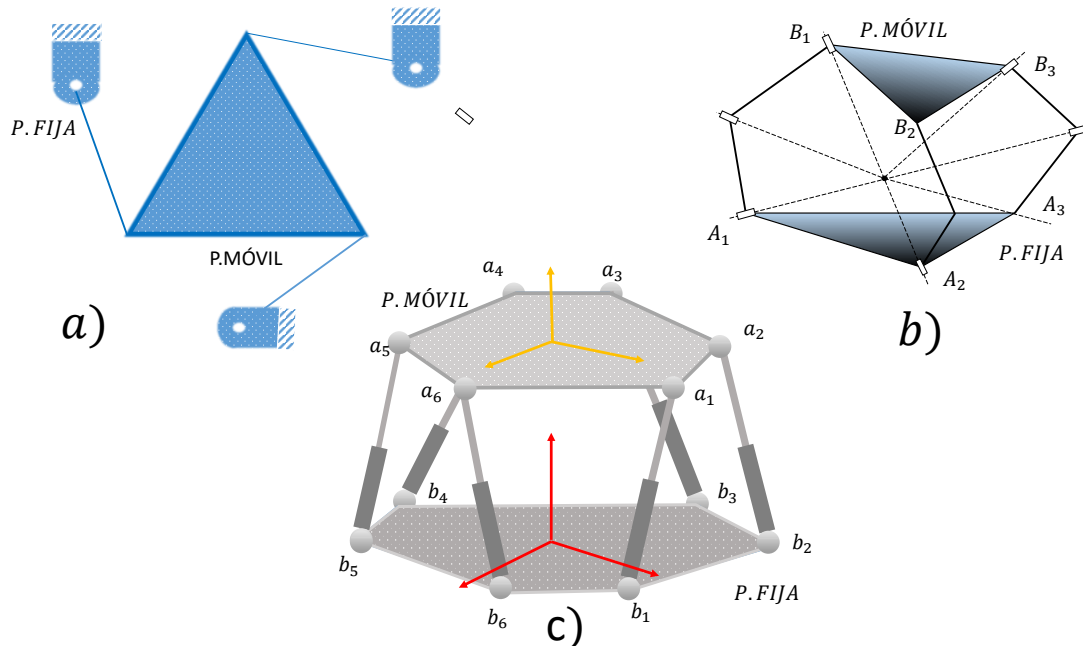 P.FIJA
P.MÓVIL
a)
B₁
P.MÓVIL
B₃
B₂
A₁
A₃
P.FIJA
A₂
b)
a₄
a₃
P.MÓVIL
a₂
a₅
a₆
a₁
b₄
b₃
b₅
b₂
b₆
b₁
P.FIJA
c)